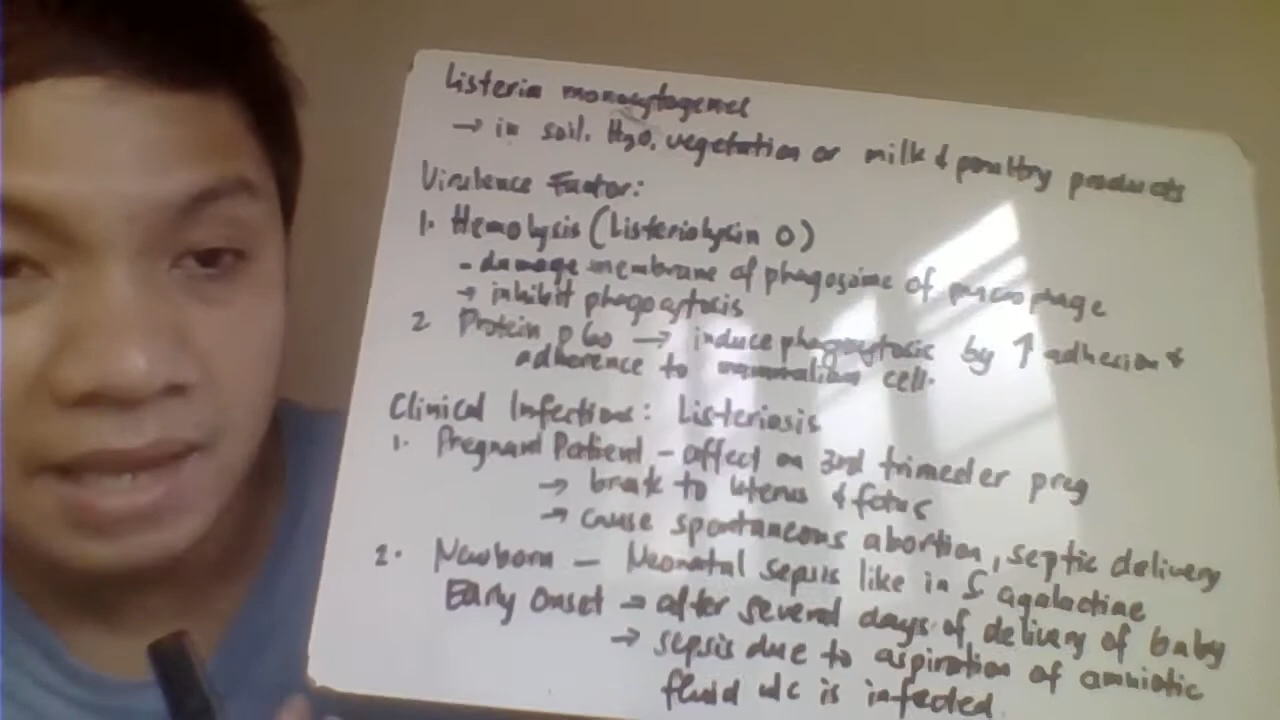 Listeria monocytogenes
→ in soil, H2O, vegetation or milk & poultry products
Virulence Factor:
1. Hemolysis (Listeriolysin O)
- damage membrane of phagosome of macrophage
→ inhibit phagocytosis
2 Protein p60 → induce phagocytosic by ↑ adhesion &
adherence to mammalian cell.
Clinical Infections: Listeriosis
1. Pregnant Patient - affect on 3rd trimester preg
→ brak to uterus & fotus
→ cause spontaneous abortion, septic delivery
2. Newborn - Neonatal sepsis like in S agalactiae
Early Onset → after several days of delivery of baby
→ sepsis due to aspiration of amniotic
fluid wc is infected